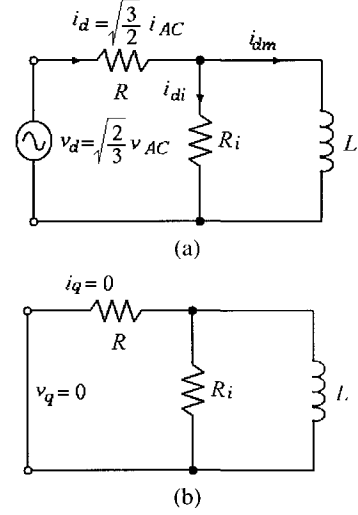 i_d = √(3/2) i_AC
i_dm
R
i_di
v_d = √(2/3) v_AC
R_i
L
(a)
i_q = 0
R
v_q = 0
R_i
L
(b)